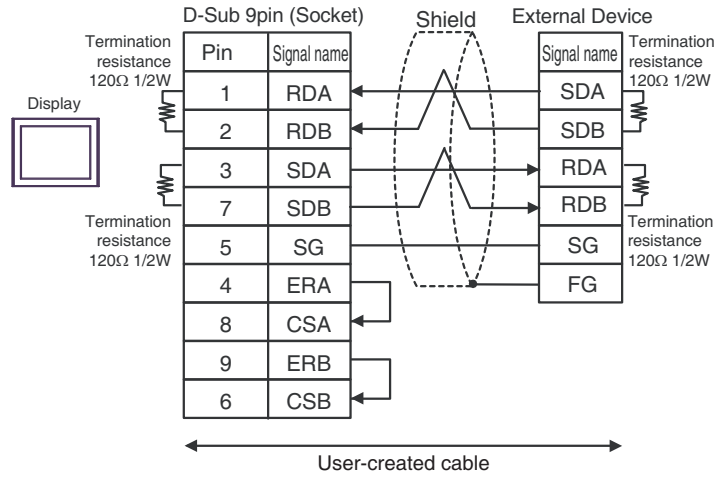 D-Sub 9pin (Socket)
Shield
External Device
Termination
resistance
120Ω 1/2W
Pin
Signal name
Signal name
Termination
resistance
120Ω 1/2W
Display
1
RDA
SDA
2
RDB
SDB
3
SDA
RDA
7
SDB
RDB
Termination
resistance
120Ω 1/2W
5
SG
SG
Termination
resistance
120Ω 1/2W
4
ERA
FG
8
CSA
9
ERB
6
CSB
User-created cable